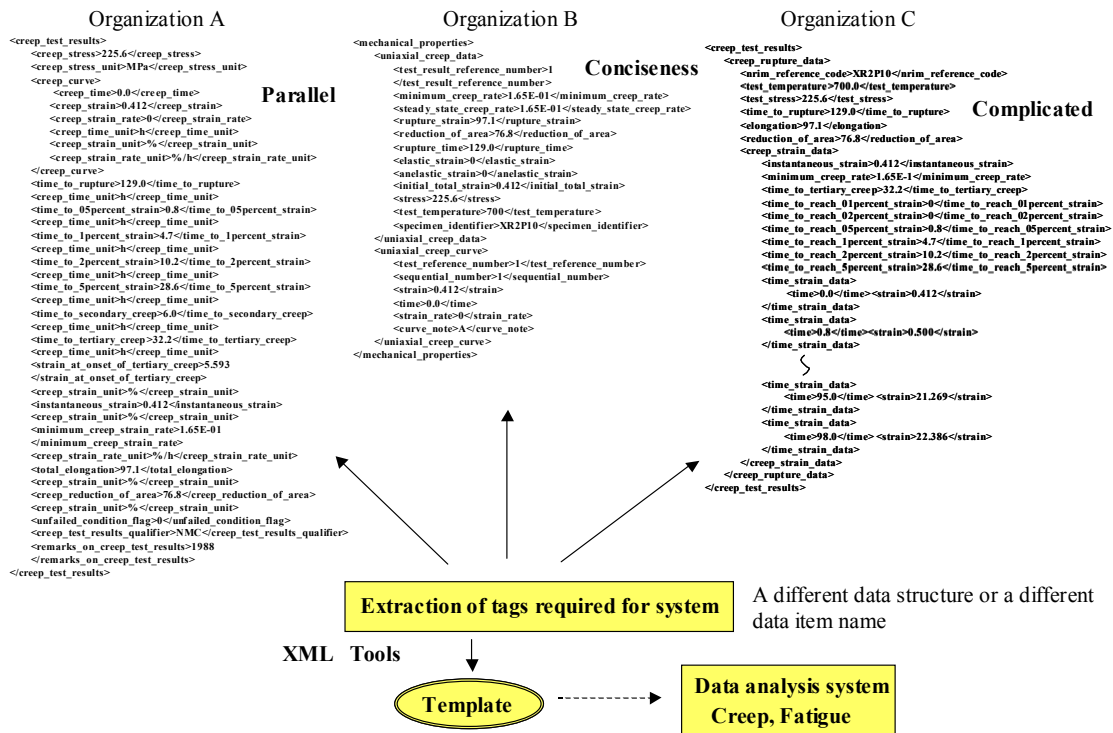 Organization A
<creep_test_results>
<creep_stress>225.6</creep_stress>
<creep_stress_unit>MPa</creep_stress_unit>
<creep_curve>
<creep_time>0.0</creep_time>
<creep_strain>0.412</creep_strain>
<creep_strain_rate>0</creep_strain_rate>
<creep_time_unit>h</creep_time_unit>
<creep_strain_unit>%</creep_strain_unit>
<creep_strain_rate_unit>%/h</creep_strain_rate_unit>
</creep_curve>
<time_to_rupture>129.0</time_to_rupture>
<creep_time_unit>h</creep_time_unit>
<time_to_05percent_strain>0.8</time_to_05percent_strain>
<creep_time_unit>h</creep_time_unit>
<time_to_1percent_strain>4.7</time_to_1percent_strain>
<creep_time_unit>h</creep_time_unit>
<time_to_2percent_strain>10.2</time_to_2percent_strain>
<creep_time_unit>h</creep_time_unit>
<time_to_5percent_strain>28.6</time_to_5percent_strain>
<creep_time_unit>h</creep_time_unit>
<time_to_secondary_creep>6.0</time_to_secondary_creep>
<creep_time_unit>h</creep_time_unit>
<time_to_tertiary_creep>32.2</time_to_tertiary_creep>
<creep_time_unit>h</creep_time_unit>
<strain_at_onset_of_tertiary_creep>5.593
</strain_at_onset_of_tertiary_creep>
<creep_strain_unit>%</creep_strain_unit>
<instantaneous_strain>0.412</instantaneous_strain>
<creep_strain_unit>%</creep_strain_unit>
<minimum_creep_strain_rate>1.65E-01
</minimum_creep_strain_rate>
<creep_strain_rate_unit>%/h</creep_strain_rate_unit>
<total_elongation>97.1</total_elongation>
<creep_strain_unit>%</creep_strain_unit>
<creep_reduction_of_area>76.8</creep_reduction_of_area>
<creep_strain_unit>%</creep_strain_unit>
<unfailed_condition_flag>0</unfailed_condition_flag>
<creep_test_results_qualifier>NMC</creep_test_results_qualifier>
<remarks_on_creep_test_results>1988
</remarks_on_creep_test_results>
</creep_test_results>
Parallel
Organization B
<mechanical_properties>
<uniaxial_creep_data>
<test_result_reference_number>1
</test_result_reference_number>
<minimum_creep_rate>1.65E-01</minimum_creep_rate>
<steady_state_creep_rate>1.65E-01</steady_state_creep_rate>
<rupture_strain>97.1</rupture_strain>
<reduction_of_area>76.8</reduction_of_area>
<rupture_time>129.0</rupture_time>
<elastic_strain>0</elastic_strain>
<anelastic_strain>0</anelastic_strain>
<initial_total_strain>0.412</initial_total_strain>
<stress>225.6</stress>
<test_temperature>700</test_temperature>
<specimen_identifier>XR2P10</specimen_identifier>
</uniaxial_creep_data>
<uniaxial_creep_curve>
<test_reference_number>1</test_reference_number>
<sequential_number>1</sequential_number>
<strain>0.412</strain>
<time>0.0</time>
<strain_rate>0</strain_rate>
<curve_note>A</curve_note>
</uniaxial_creep_curve>
</mechanical_properties>
Conciseness
Organization C
<creep_test_results>
<creep_rupture_data>
<nrim_reference_code>XR2P10</nrim_reference_code>
<test_temperature>700.0</test_temperature>
<test_stress>225.6</test_stress>
<time_to_rupture>129.0</time_to_rupture>
<elongation>97.1</elongation>
<reduction_of_area>76.8</reduction_of_area>
<creep_strain_data>
<instantaneous_strain>0.412</instantaneous_strain>
<minimum_creep_rate>1.65E-1</minimum_creep_rate>
<time_to_tertiary_creep>32.2</time_to_tertiary_creep>
<time_to_reach_01percent_strain>0</time_to_reach_01percent_strain>
<time_to_reach_02percent_strain>0</time_to_reach_02percent_strain>
<time_to_reach_05percent_strain>0.8</time_to_reach_05percent_strain>
<time_to_reach_1percent_strain>4.7</time_to_reach_1percent_strain>
<time_to_reach_2percent_strain>10.2</time_to_reach_2percent_strain>
<time_to_reach_5percent_strain>28.6</time_to_reach_5percent_strain>
<time_strain_data>
<time>0.0</time><strain>0.412</strain>
</time_strain_data>
<time_strain_data>
<time>0.8</time><strain>0.500</strain>
</time_strain_data>
<time_strain_data>
<time>95.0</time><strain>21.269</strain>
</time_strain_data>
<time_strain_data>
<time>98.0</time><strain>22.386</strain>
</time_strain_data>
</creep_strain_data>
</creep_rupture_data>
</creep_test_results>
Complicated
Extraction of tags required for system
A different data structure or a different
data item name
XML Tools
Template
Data analysis system
Creep, Fatigue